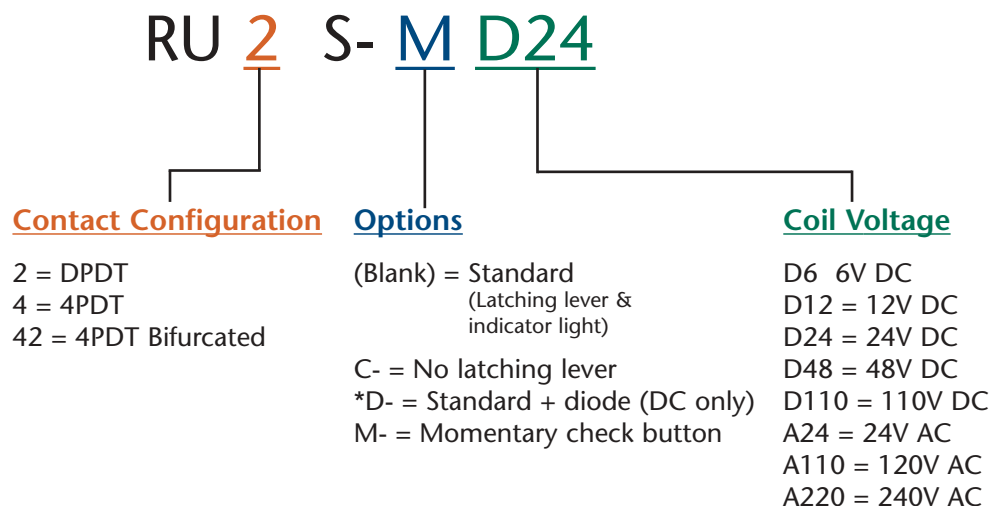 RU 2 S- M D24
Contact Configuration
2 = DPDT
4 = 4PDT
42 = 4PDT Bifurcated
Options
(Blank) = Standard
(Latching lever &
indicator light)
C- = No latching lever
*D- = Standard + diode (DC only)
M- = Momentary check button
Coil Voltage
D6 6V DC
D12 = 12V DC
D24 = 24V DC
D48 = 48V DC
D110 = 110V DC
A24 = 24V AC
A110 = 120V AC
A220 = 240V AC